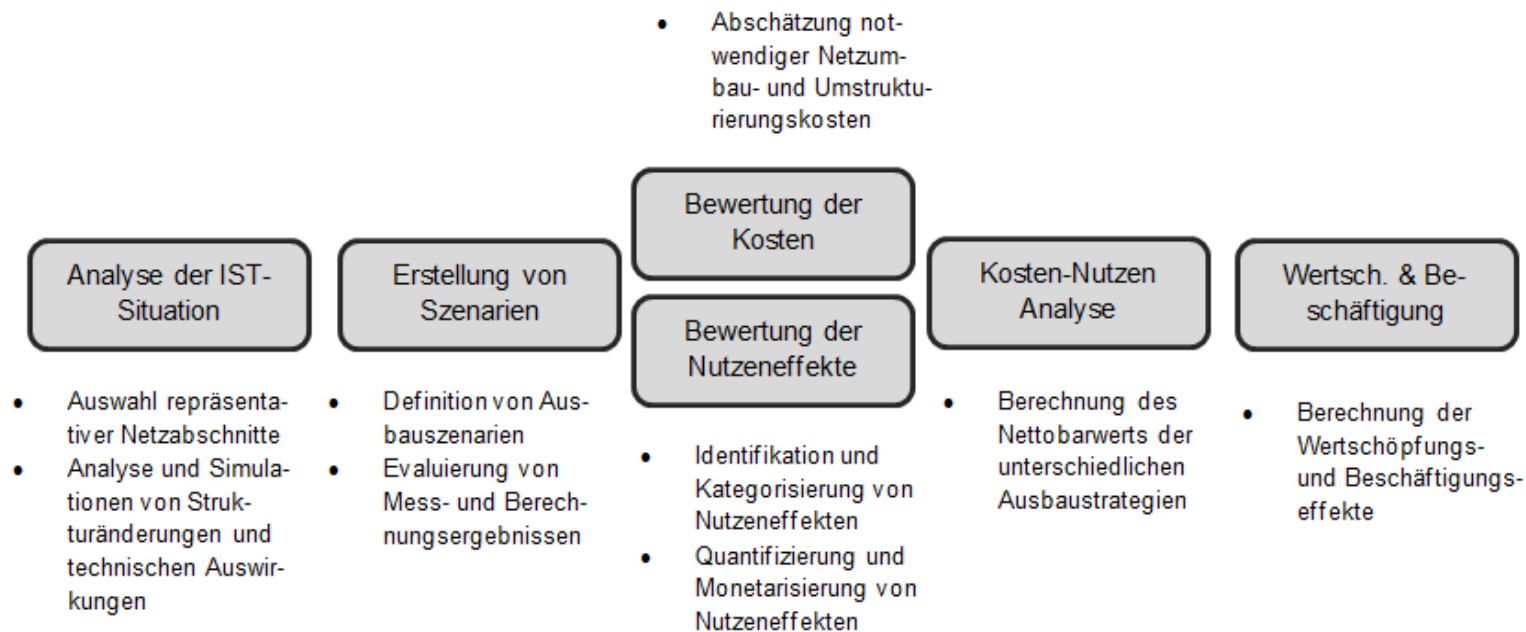 • Abschätzung not-
wendiger Netzum-
bau- und Umstruktu-
rierungskosten
Analyse der IST-
Situation
• Auswahl repräsenta-
tiver Netzabschnitte
• Analyse und Simula-
tionen von Struk-
turänderungen und
technischen Auswir-
kungen
Erstellung von
Szenarien
• Definition von Aus-
bauszenarien
• Evaluierung von
Mess- und Berech-
nungsergebnissen
Bewertung der
Kosten
Bewertung der
Nutzeneffekte
• Identifikation und
Kategorisierung von
Nutzeneffekten
• Quantifizierung und
Monetarisierung von
Nutzeneffekten
Kosten-Nutzen
Analyse
• Berechnung des
Nettobarwerts der
unterschiedlichen
Ausbaustrategien
Wertsch. & Be-
schäftigung
• Berechnung der
Wertschöpfungs-
und Beschäftigungs-
effekte